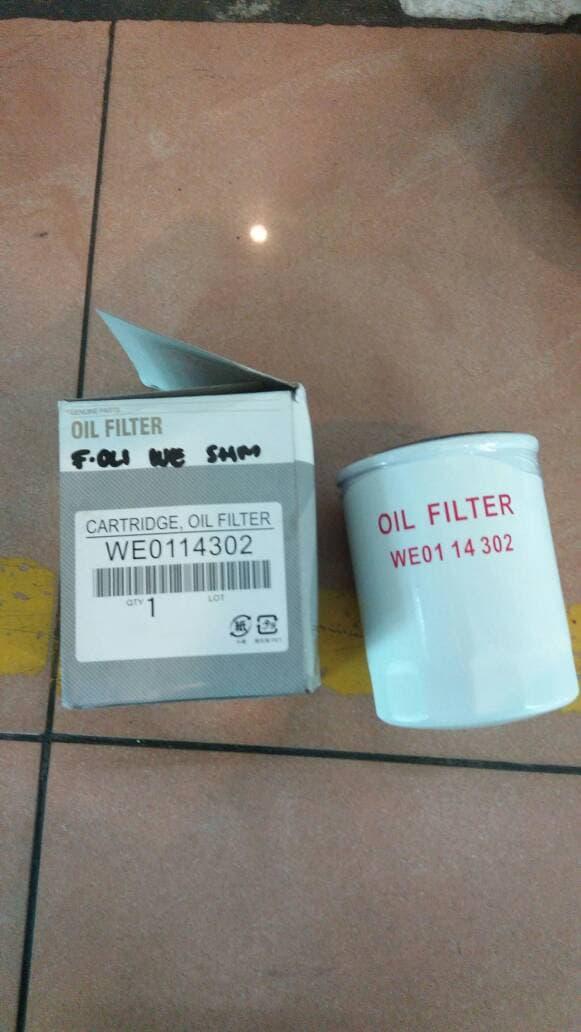 GENUINE PARTS
OIL FILTER
F.OLI WE SHM
CARTRIDGE, OIL FILTER
WE0114302
QTY 1 LOT
紙
OIL FILTER
WE01 14 302